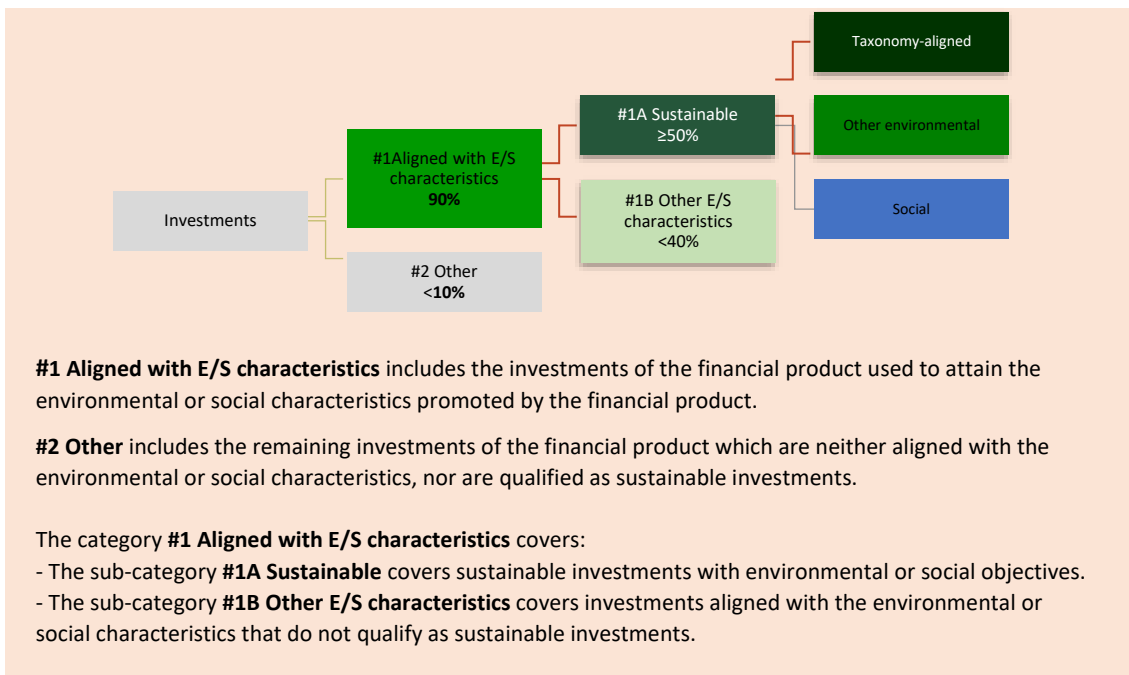 Taxonomy-aligned
#1A Sustainable
≥50%
Other environmental
#1Aligned with E/S
characteristics
90%
#1B Other E/S
characteristics
<40%
Social
Investments
#2 Other
<10%
#1 Aligned with E/S characteristics includes the investments of the financial product used to attain the
environmental or social characteristics promoted by the financial product.
#2 Other includes the remaining investments of the financial product which are neither aligned with the
environmental or social characteristics, nor are qualified as sustainable investments.
The category #1 Aligned with E/S characteristics covers:
- The sub-category #1A Sustainable covers sustainable investments with environmental or social objectives.
- The sub-category #1B Other E/S characteristics covers investments aligned with the environmental or
social characteristics that do not qualify as sustainable investments.